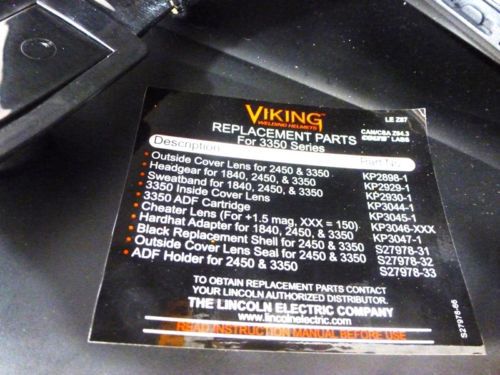 VIKING™
WELDING HELMETS
LE Z87
REPLACEMENT PARTS
CAN/CSA Z94.3
For 3350 Series
LABS
Description Part No.
• Outside Cover Lens for 2450 & 3350 KP2898-1
• Headgear for 1840, 2450, & 3350 KP2929-1
• Sweatband for 1840, 2450, & 3350 KP2930-1
• 3350 Inside Cover Lens KP3044-1
• 3350 ADF Cartridge KP3045-1
• Cheater Lens (For +1.5 mag, XXX = 150) KP3046-XXX
• Hardhat Adapter for 1840, 2450, & 3350 KP3047-1
• Black Replacement Shell for 2450 & 3350 S27978-31
• Outside Cover Lens Seal for 2450 & 3350 S27978-32
• ADF Holder for 2450 & 3350 S27978-33
TO OBTAIN REPLACEMENT PARTS CONTACT
YOUR LINCOLN AUTHORIZED DISTRIBUTOR.
THE LINCOLN ELECTRIC COMPANY
www.lincolnelectric.com
READ INSTRUCTION MANUAL BEFORE USE
S27978-66